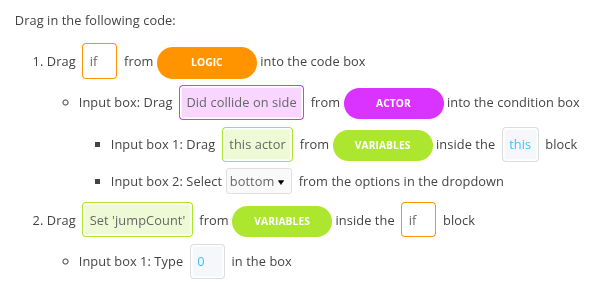 Drag in the following code:
1. Drag if from LOGIC into the code box
Input box: Drag Did collide on side from ACTOR into the condition box
Input box 1: Drag this actor from VARIABLES inside the this block
Input box 2: Select bottom from the options in the dropdown
2. Drag Set 'jumpCount' from VARIABLES inside the if block
Input box 1: Type 0 in the box